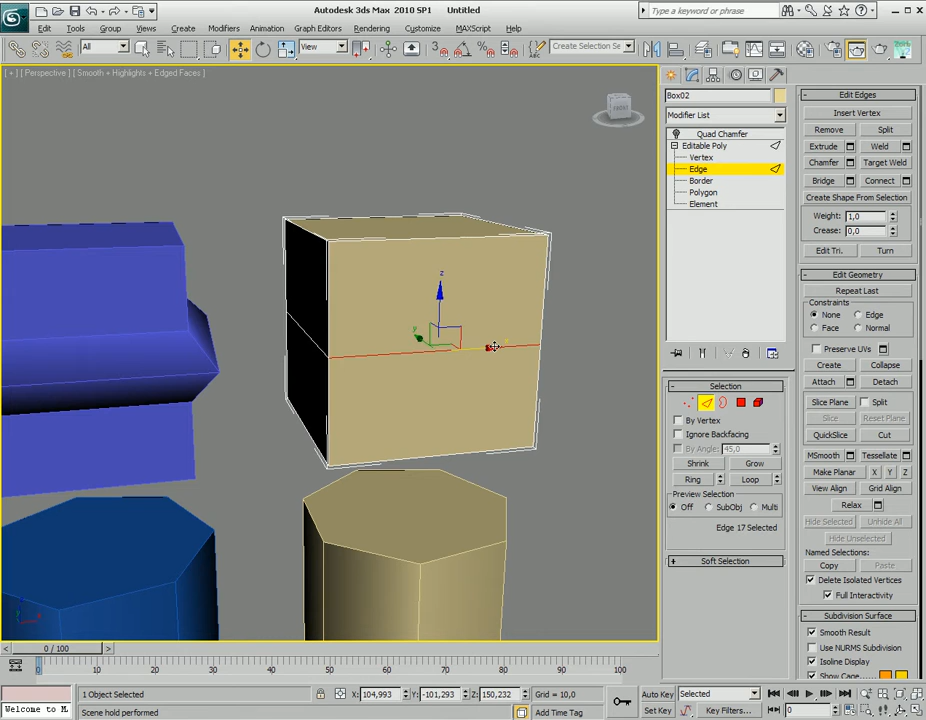 Autodesk 3ds Max 2010 SP1 Untitled
Type a keyword or phrase
Edit Tools Group Views Create Modifiers Animation Graph Editors Rendering Customize MAXScript Help
All View Create Selection Se
[ + ] [ Perspective ] [ Smooth + Highlights + Edged Faces ]
FRONT
z
y
Box02
Modifier List
Quad Chamfer
Editable Poly
Vertex
Edge
Border
Polygon
Element
Selection
By Vertex
Ignore Backfacing
By Angle: 45,0
Shrink Grow
Ring Loop
Preview Selection
Off SubObj Multi
Edge 17 Selected
Soft Selection
Edit Edges
Insert Vertex
Remove Split
Extrude Weld
Chamfer Target Weld
Bridge Connect
Create Shape From Selection
Weight: 1,0
Crease: 0,0
Edit Tri. Turn
Edit Geometry
Repeat Last
Constraints
None Edge
Face Normal
Preserve UVs
Create Collapse
Attach Detach
Slice Plane Split
Slice Reset Plane
QuickSlice Cut
MSmooth Tessellate
Make Planar X Y Z
View Align Grid Align
Relax
Hide Selected Unhide All
Hide Unselected
Named Selections:
Copy Paste
Delete Isolated Vertices
Full Interactivity
Subdivision Surface
Smooth Result
Use NURMS Subdivision
Isoline Display
Show Cage......
0 / 100
0 10 20 30 40 50 60 70 80 90 100
1 Object Selected X: 104,993 Y: -101,293 Z: 150,232 Grid = 10,0 Auto Key Selected
Welcome to M Scene hold performed Add Time Tag Set Key Key Filters... 0